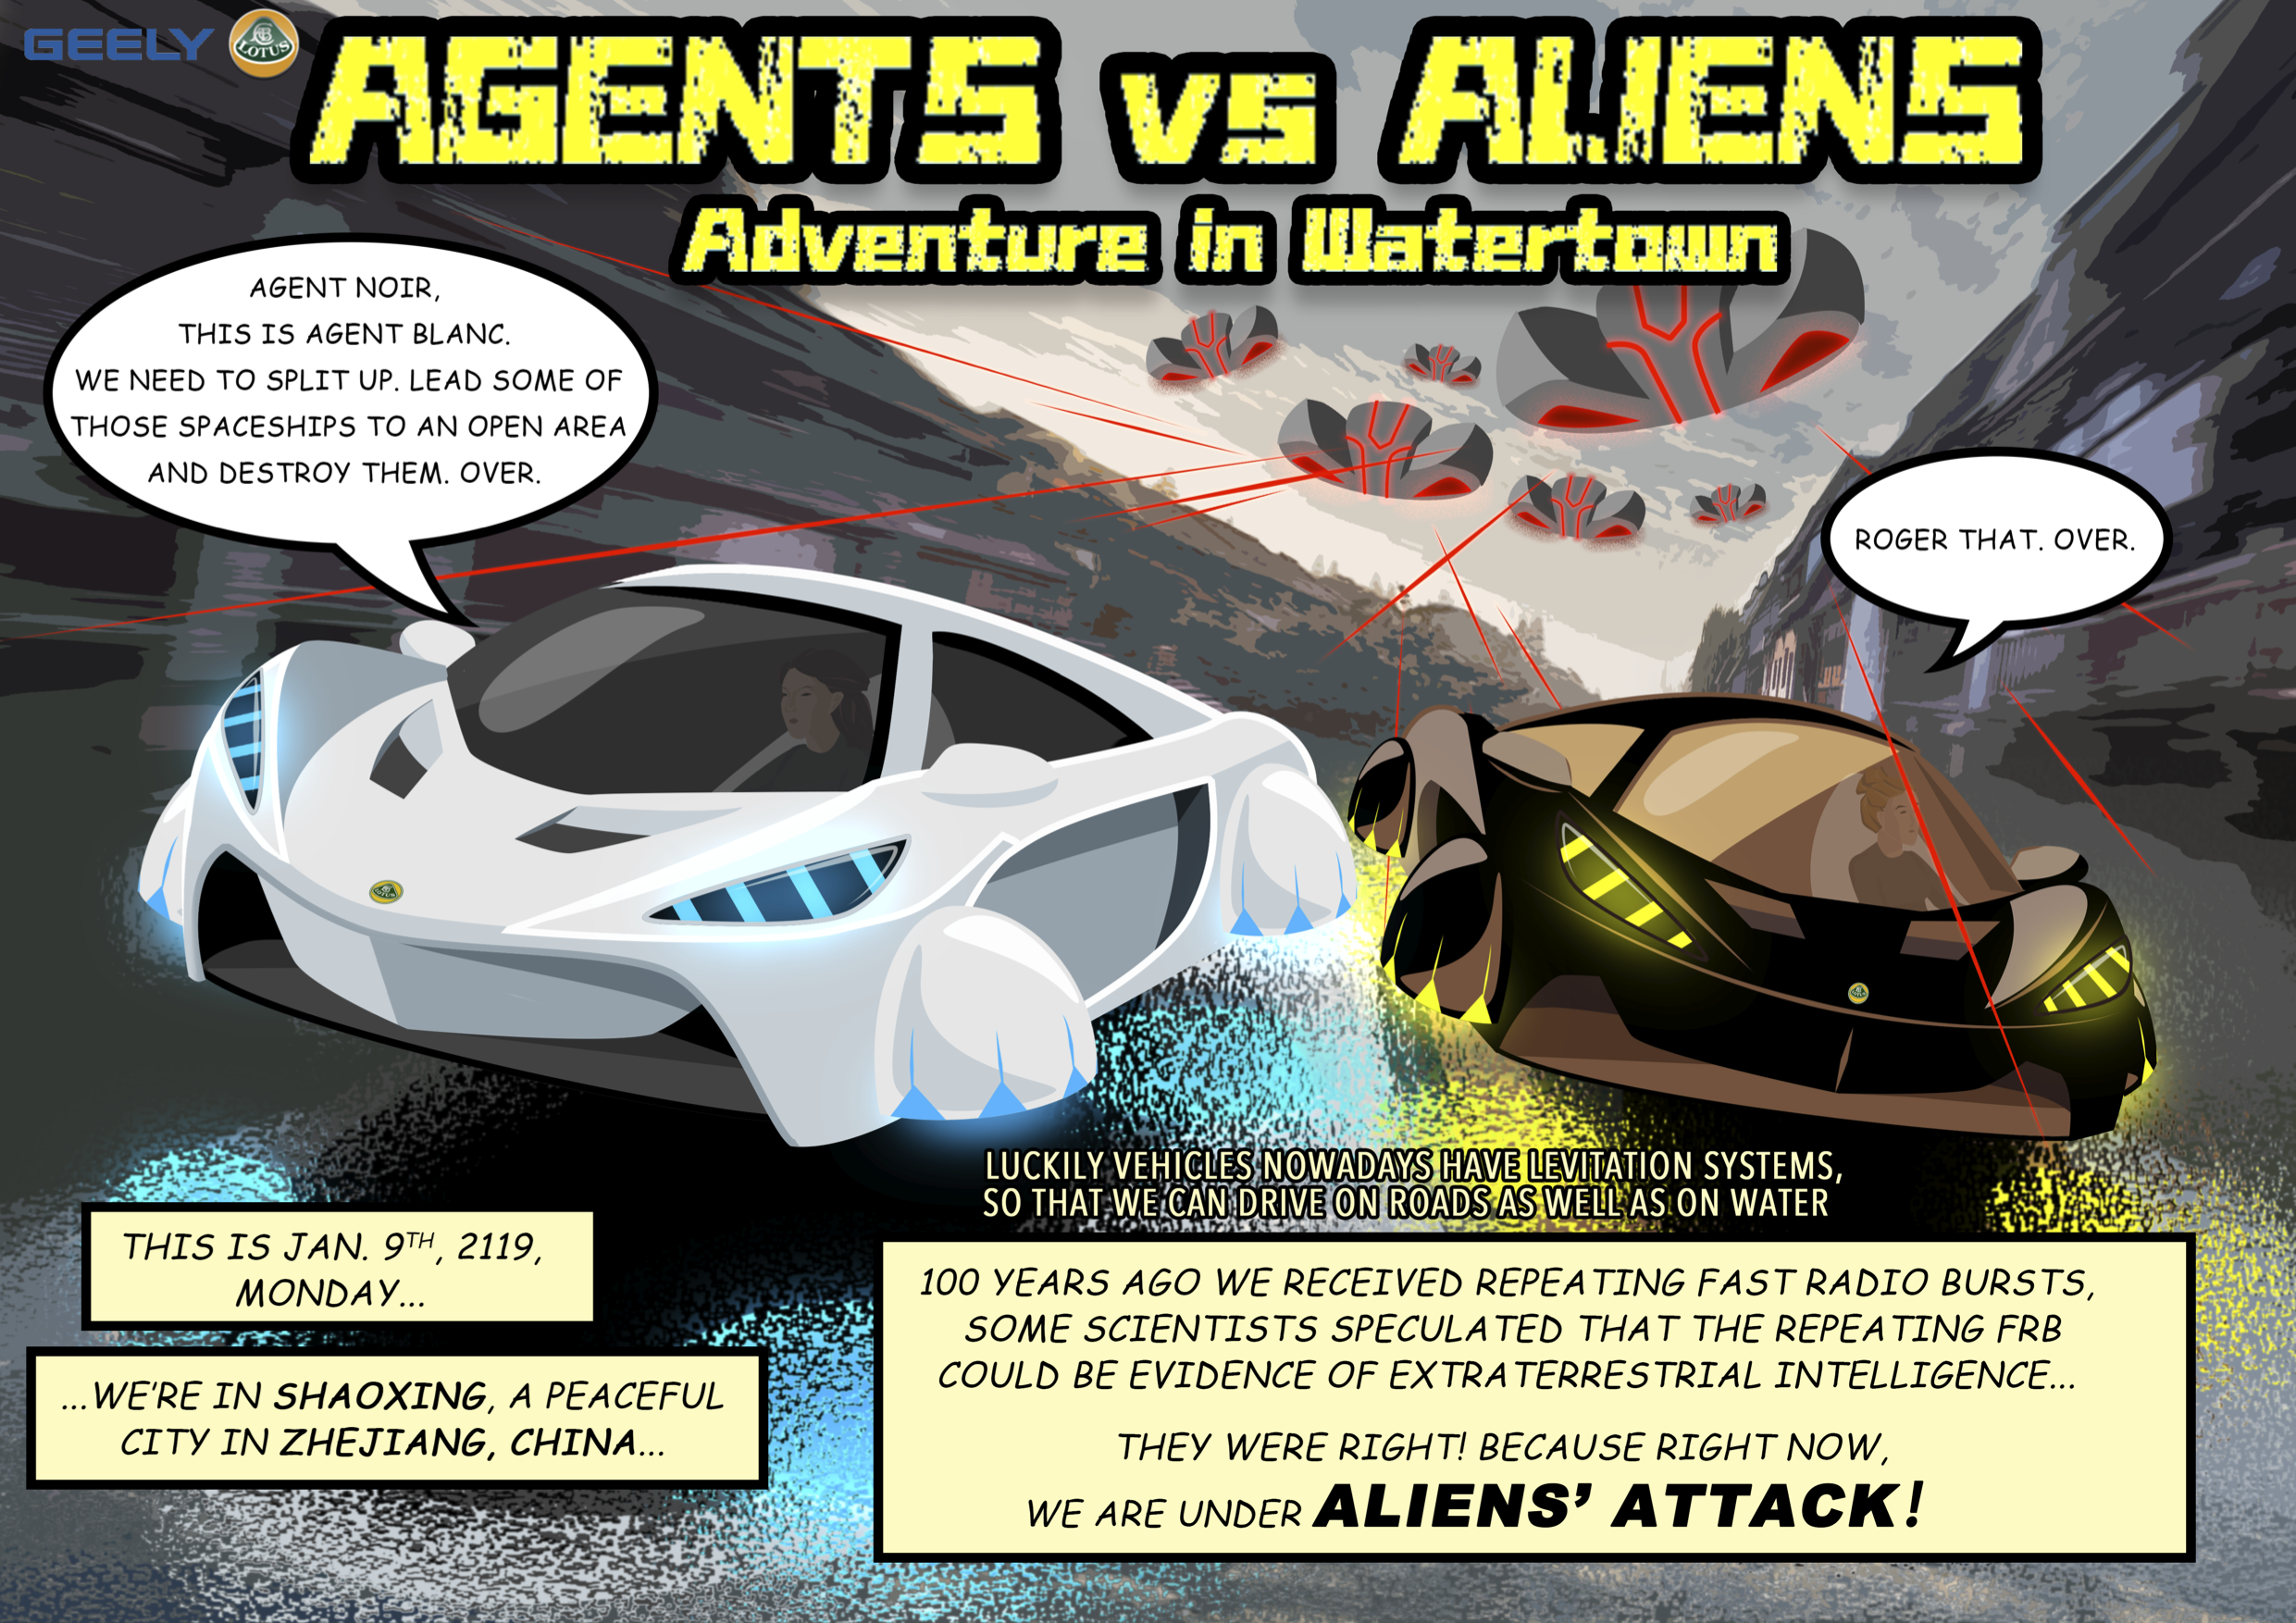 GEELY
LOTUS
AGENTS vs ALIENS
Adventure in Watertown
AGENT NOIR,
THIS IS AGENT BLANC.
WE NEED TO SPLIT UP. LEAD SOME OF
THOSE SPACESHIPS TO AN OPEN AREA
AND DESTROY THEM. OVER.
ROGER THAT. OVER.
LOTUS
LUCKILY VEHICLES NOWADAYS HAVE LEVITATION SYSTEMS,
SO THAT WE CAN DRIVE ON ROADS AS WELL AS ON WATER
THIS IS JAN. 9TH, 2119,
MONDAY...
...WE'RE IN SHAOXING, A PEACEFUL
CITY IN ZHEJIANG, CHINA...
100 YEARS AGO WE RECEIVED REPEATING FAST RADIO BURSTS,
SOME SCIENTISTS SPECULATED THAT THE REPEATING FRB
COULD BE EVIDENCE OF EXTRATERRESTRIAL INTELLIGENCE...
THEY WERE RIGHT! BECAUSE RIGHT NOW,
WE ARE UNDER ALIENS' ATTACK!